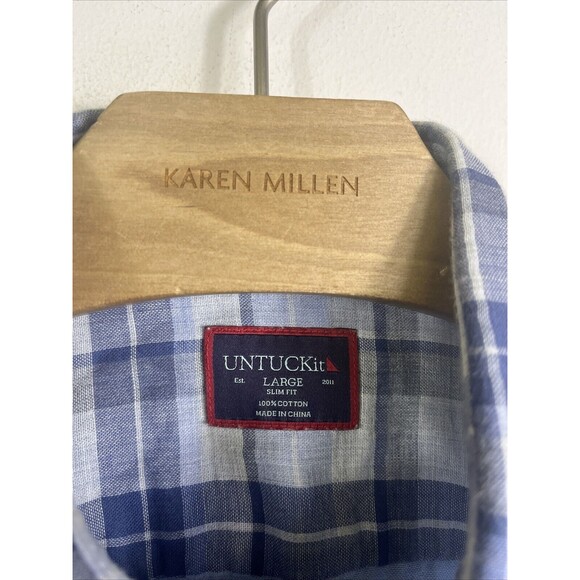 KAREN MILLEN
UNTUCKit
Est. LARGE 2011
SLIM FIT
100% COTTON
MADE IN CHINA